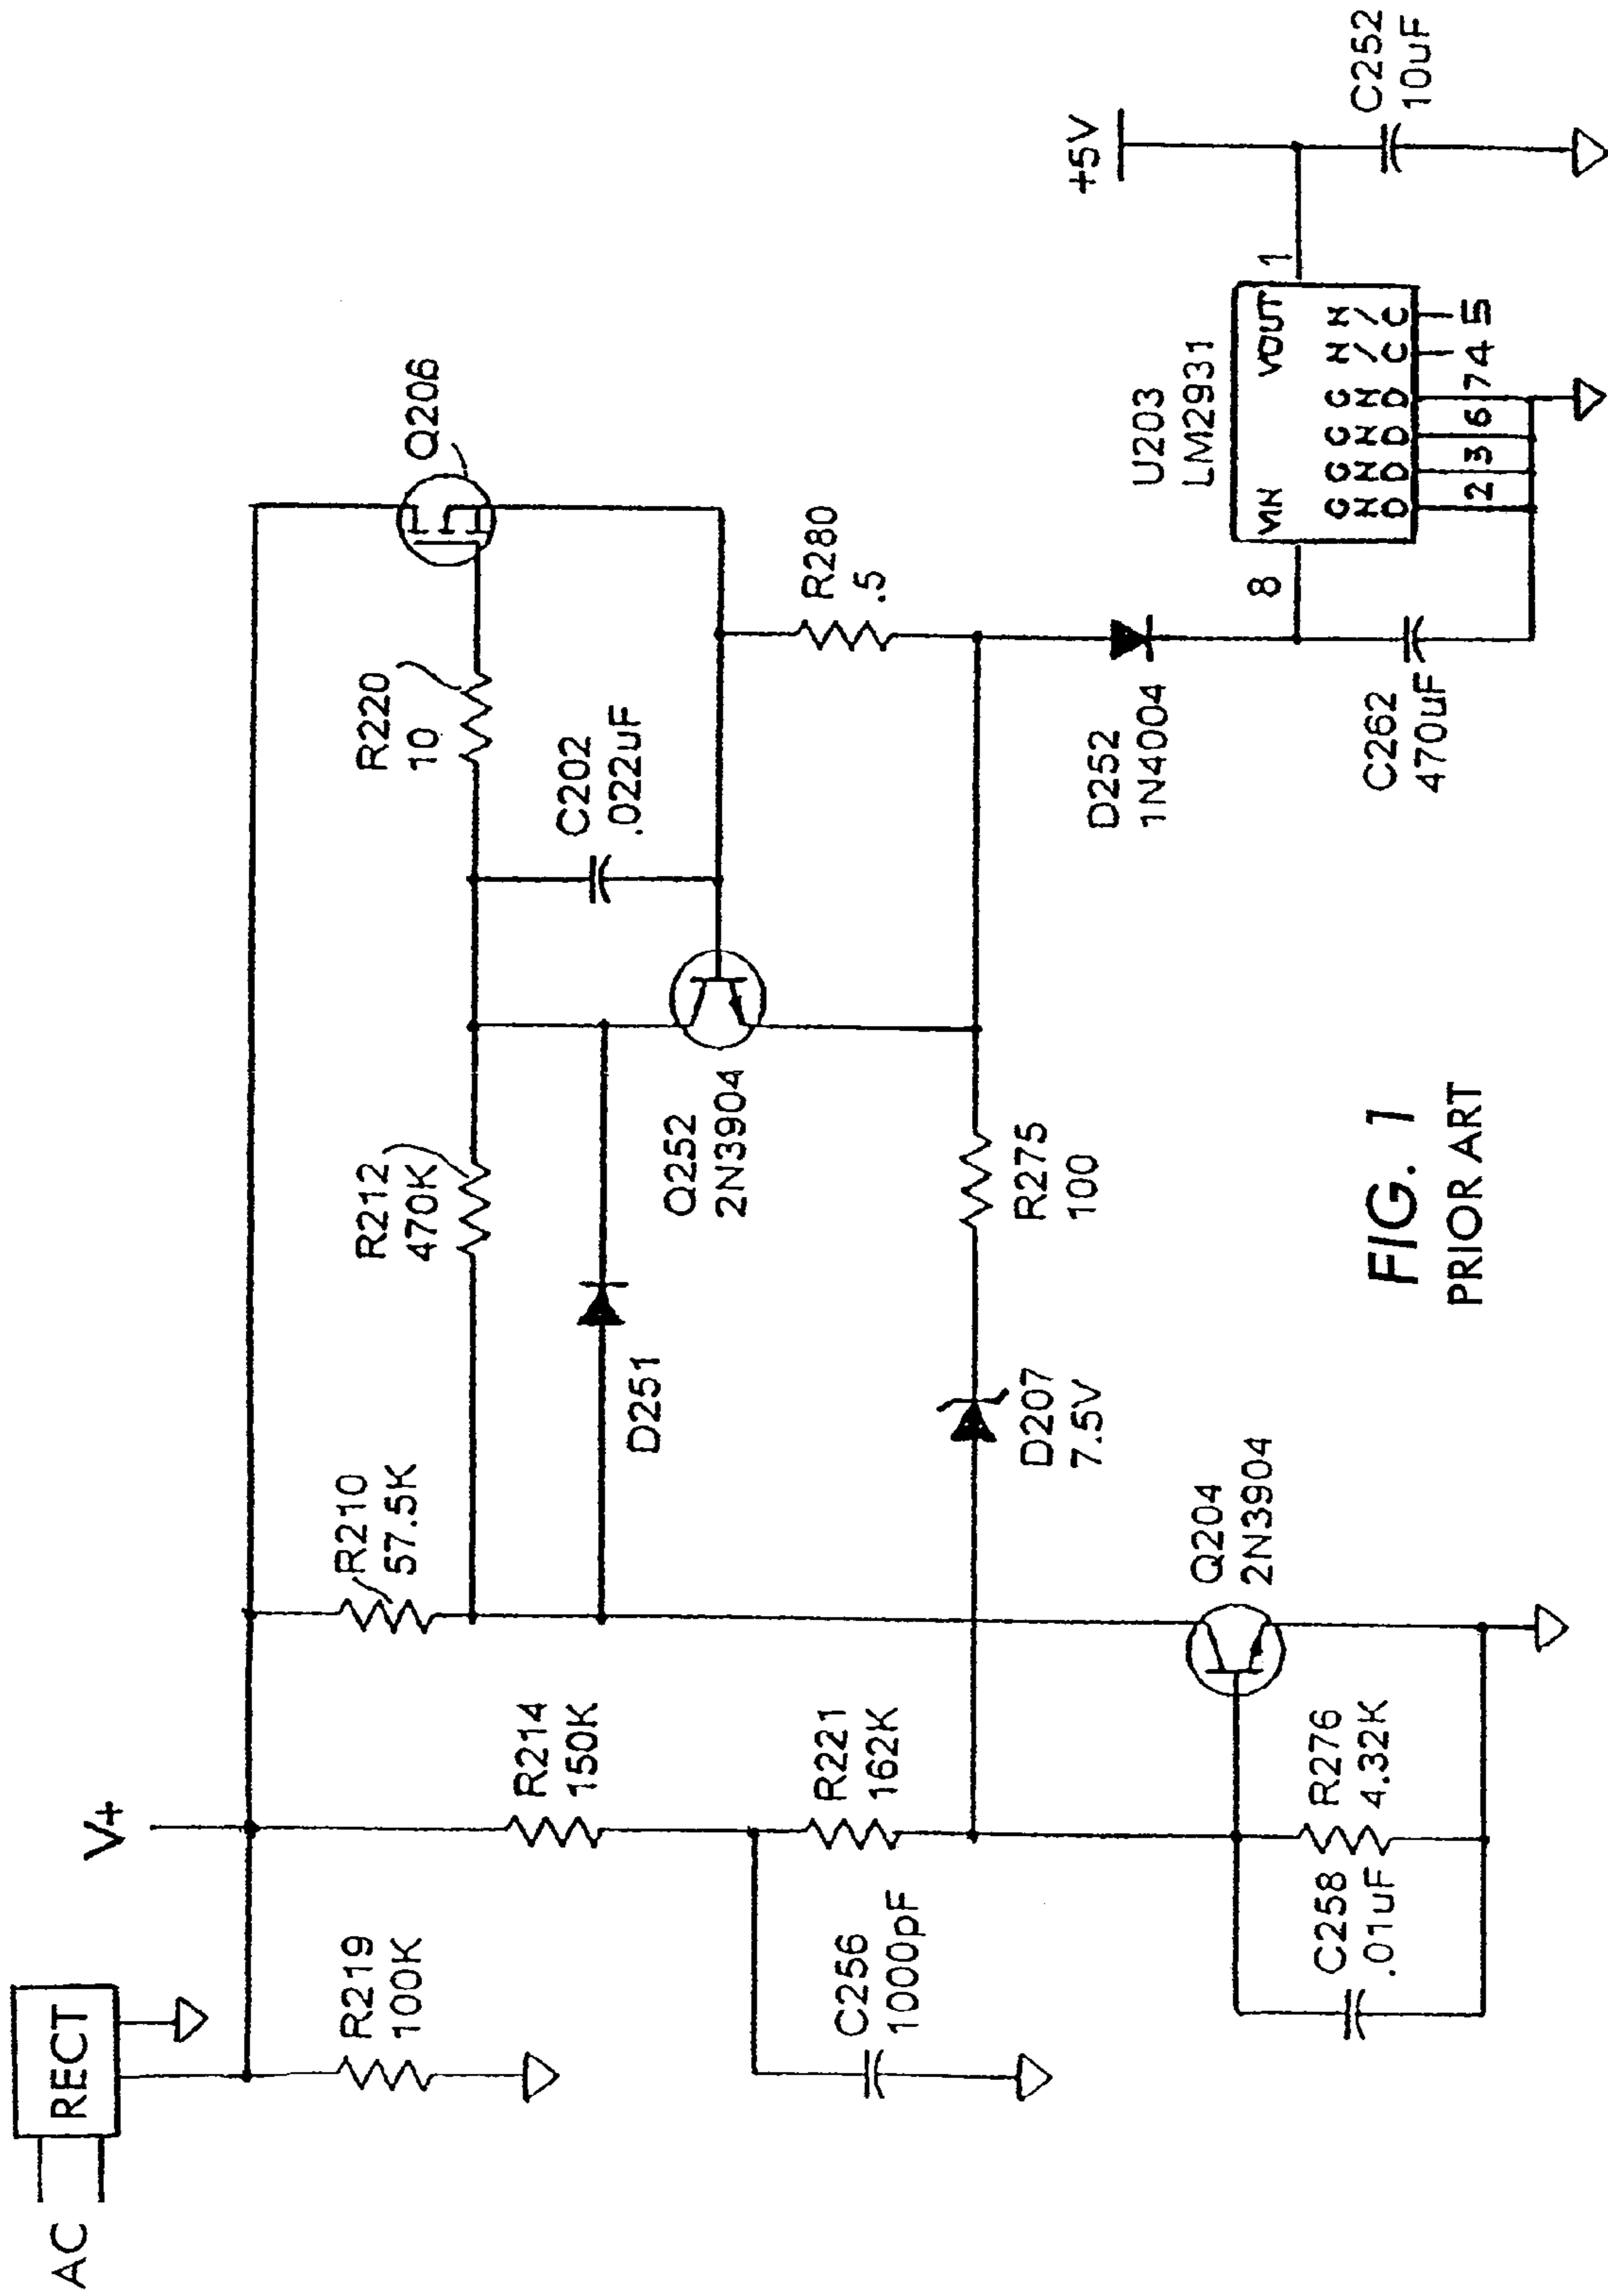 AC
RECT
V+
R219
100K
R214
150K
C256
1000pF
R221
162K
C258
.01uF
R276
4.32K
Q204
2N3904
R210
57.5K
D251
D207
7.5V
R212
470K
Q252
2N3904
R275
100
R220
10
C202
.022uF
Q206
R280
.5
D252
1N4004
C262
470uF
U203
LM2931
8
VIN
VOUT
1
GND
GND
GND
GND
N/C
N/C
2
3
6
7
4
5
+5V
C252
10uF
FIG. 1
PRIOR ART